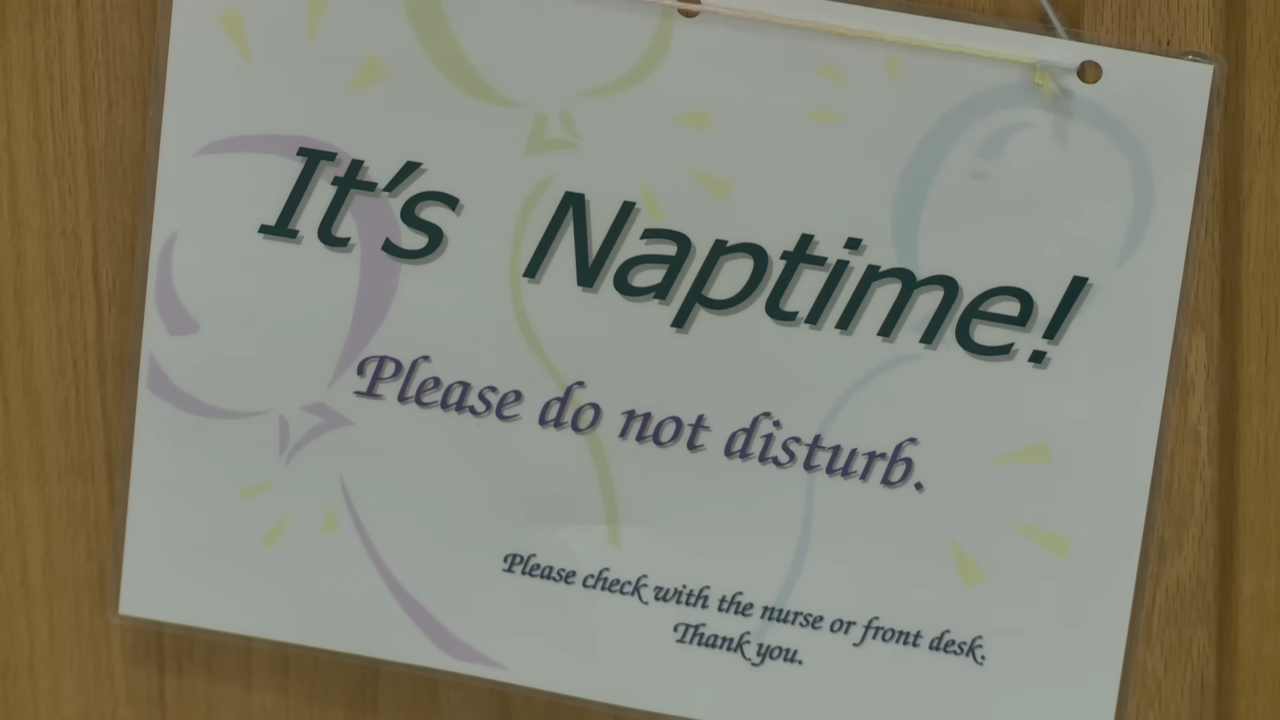 It's Naptime!
Please do not disturb.
Please check with the nurse or front desk.
Thank you.